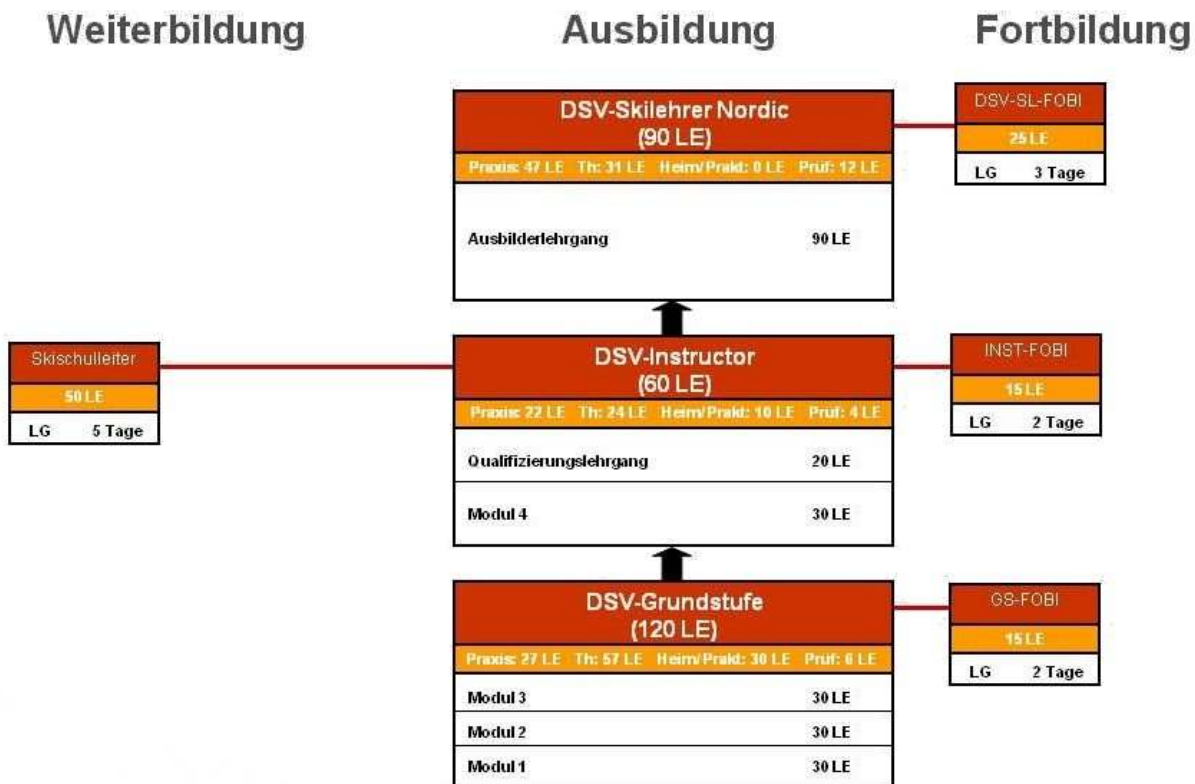 Weiterbildung Ausbildung Fortbildung
DSV-Skilehrer Nordic
(90 LE)
Praxis: 47 LE Th: 31 LE Heim/Prakt: 0 LE Prüf: 12 LE
Ausbilderlehrgang 90 LE
DSV-SL-FOBI
25 LE
LG 3 Tage
Skischulleiter
50 LE
LG 5 Tage
DSV-Instructor
(60 LE)
Praxis: 22 LE Th: 24 LE Heim/Prakt: 10 LE Prüf: 4 LE
Qualifizierungslehrgang 20 LE
Modul 4 30 LE
INST-FOBI
15 LE
LG 2 Tage
DSV-Grundstufe
(120 LE)
Praxis: 27 LE Th: 57 LE Heim/Prakt: 30 LE Prüf: 6 LE
Modul 3 30 LE
Modul 2 30 LE
Modul 1 30 LE
GS-FOBI
15 LE
LG 2 Tage